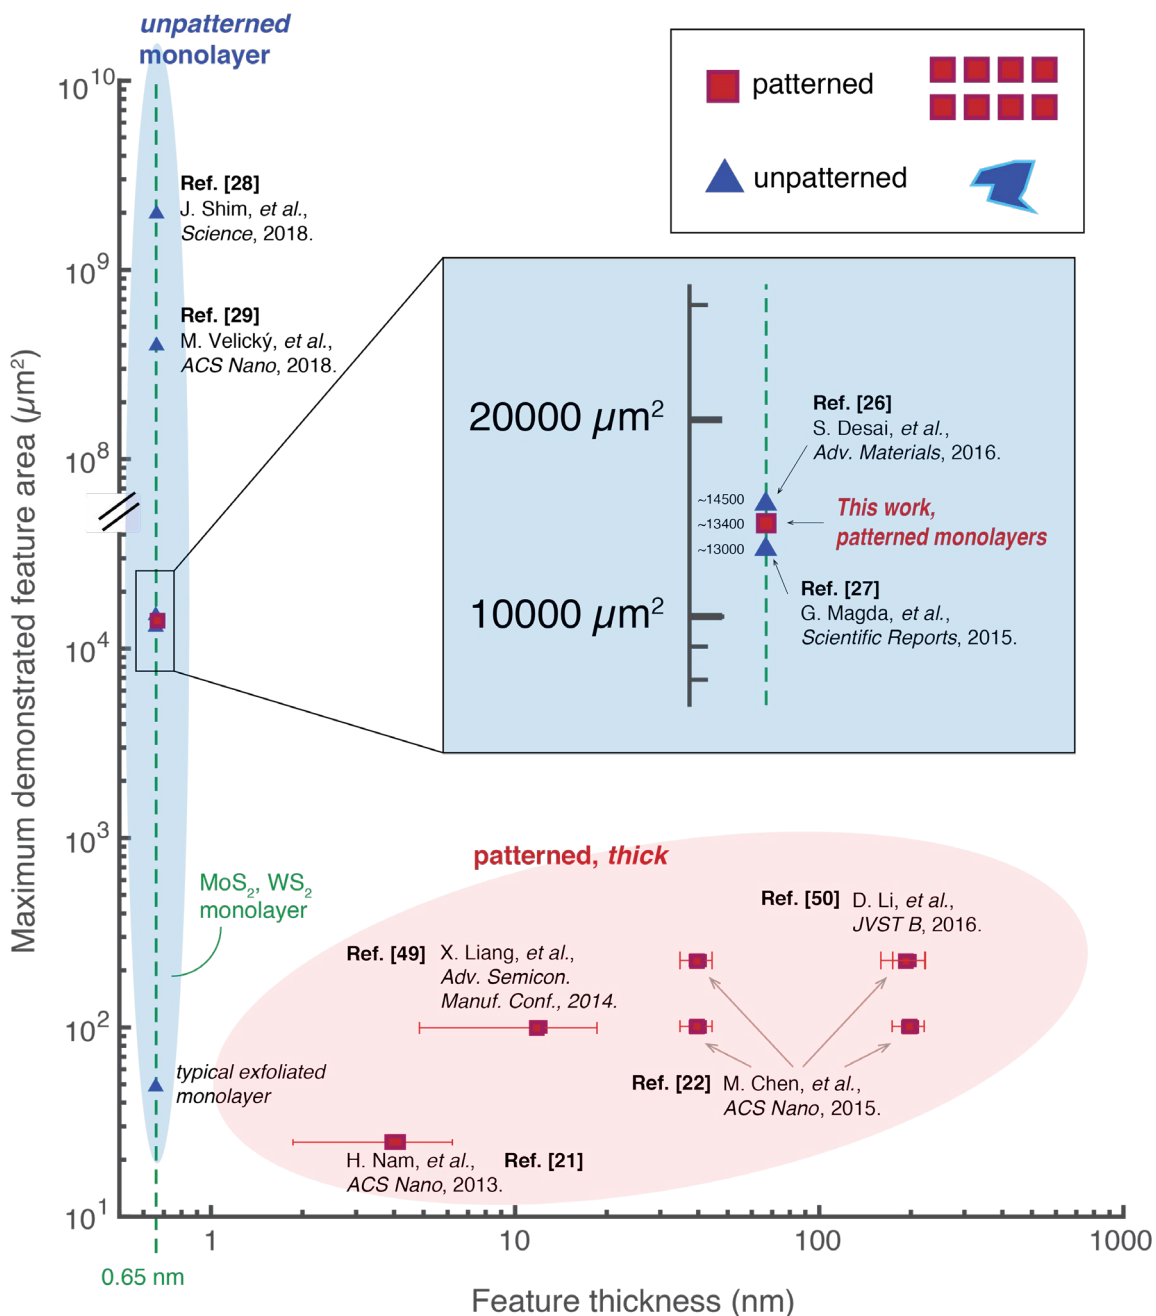 unpatterned
monolayer
patterned
unpatterned
10^10
10^9
10^8
10^4
10^3
10^2
10^1
Maximum demonstrated feature area (µm²)
Ref. [28]
J. Shim, et al.,
Science, 2018.
Ref. [29]
M. Velický, et al.,
ACS Nano, 2018.
20000 µm²
10000 µm²
Ref. [26]
S. Desai, et al.,
Adv. Materials, 2016.
~14500
~13400
~13000
This work,
patterned monolayers
Ref. [27]
G. Magda, et al.,
Scientific Reports, 2015.
patterned, thick
MoS₂, WS₂
monolayer
Ref. [50] D. Li, et al.,
JVST B, 2016.
Ref. [49] X. Liang, et al.,
Adv. Semicon.
Manuf. Conf., 2014.
typical exfoliated
monolayer
Ref. [22] M. Chen, et al.,
ACS Nano, 2015.
H. Nam, et al., Ref. [21]
ACS Nano, 2013.
1 10 100 1000
0.65 nm
Feature thickness (nm)